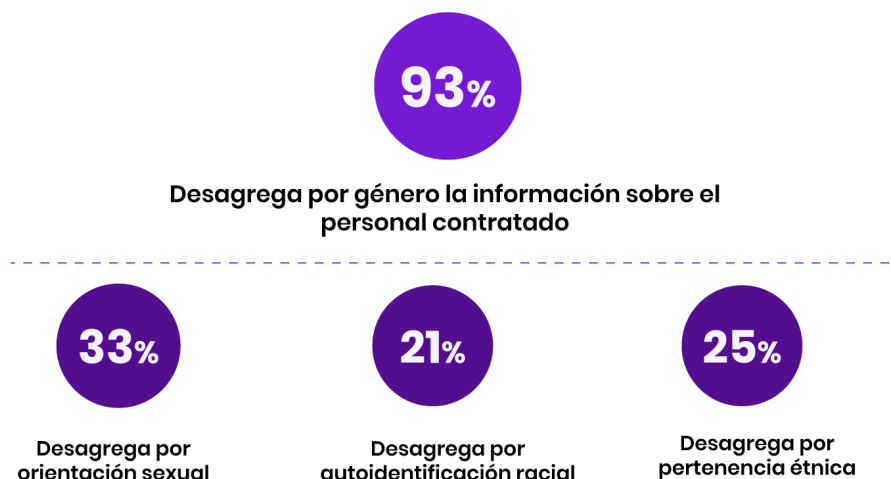 93%
Desagrega por género la información sobre el
personal contratado
33%
21%
25%
Desagrega por
orientación sexual
Desagrega por
autoidentificación racial
Desagrega por
pertenencia étnica